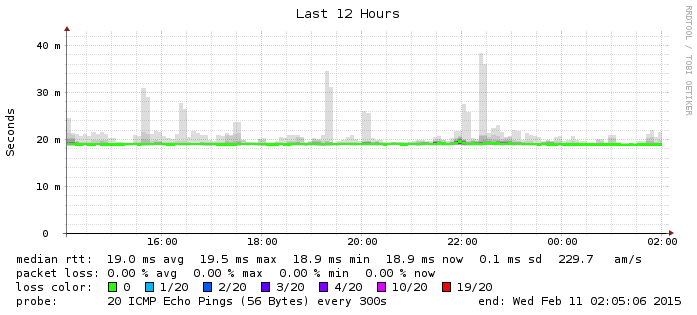 Last 12 Hours
RRDTOOL / TOBI OETIKER
Seconds
40 m
30 m
20 m
10 m
0
16:00 18:00 20:00 22:00 00:00 02:00
median rtt: 19.0 ms avg 19.5 ms max 18.9 ms min 18.9 ms now 0.1 ms sd 229.7 am/s
packet loss: 0.00 % avg 0.00 % max 0.00 % min 0.00 % now
loss color: 0 1/20 2/20 3/20 4/20 10/20 19/20
probe: 20 ICMP Echo Pings (56 Bytes) every 300s end: Wed Feb 11 02:05:06 2015